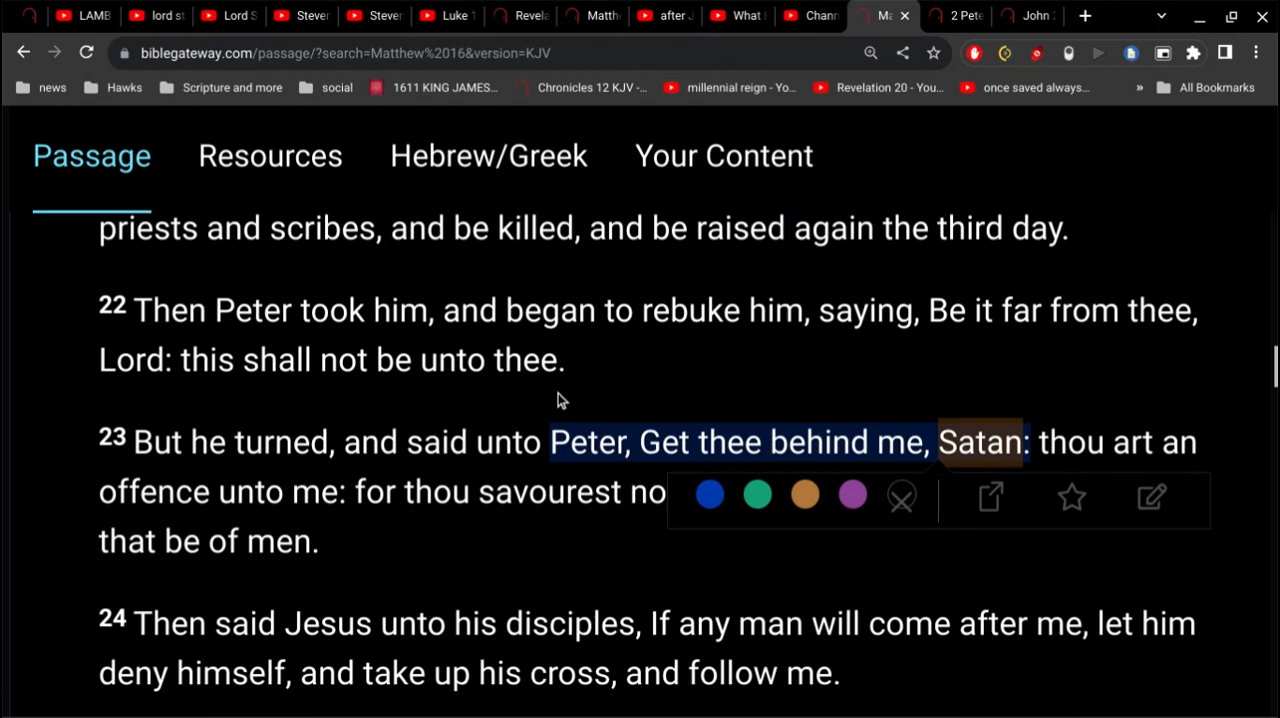 LAMB lord st Lord S Steven Steven Luke 1 Revela Matth after J What Chann Ma 2 Pete John
biblegateway.com/passage/?search=Matthew%2016&version=KJV
news Hawks Scripture and more social 1611 KING JAMES... Chronicles 12 KJV -... millennial reign - Yo... Revelation 20 - You... once saved always... » All Bookmarks
Passage Resources Hebrew/Greek Your Content
priests and scribes, and be killed, and be raised again the third day.
22 Then Peter took him, and began to rebuke him, saying, Be it far from thee,
Lord: this shall not be unto thee.
23 But he turned, and said unto Peter, Get thee behind me, Satan: thou art an
offence unto me: for thou savourest no
that be of men.
24 Then said Jesus unto his disciples, If any man will come after me, let him
deny himself, and take up his cross, and follow me.